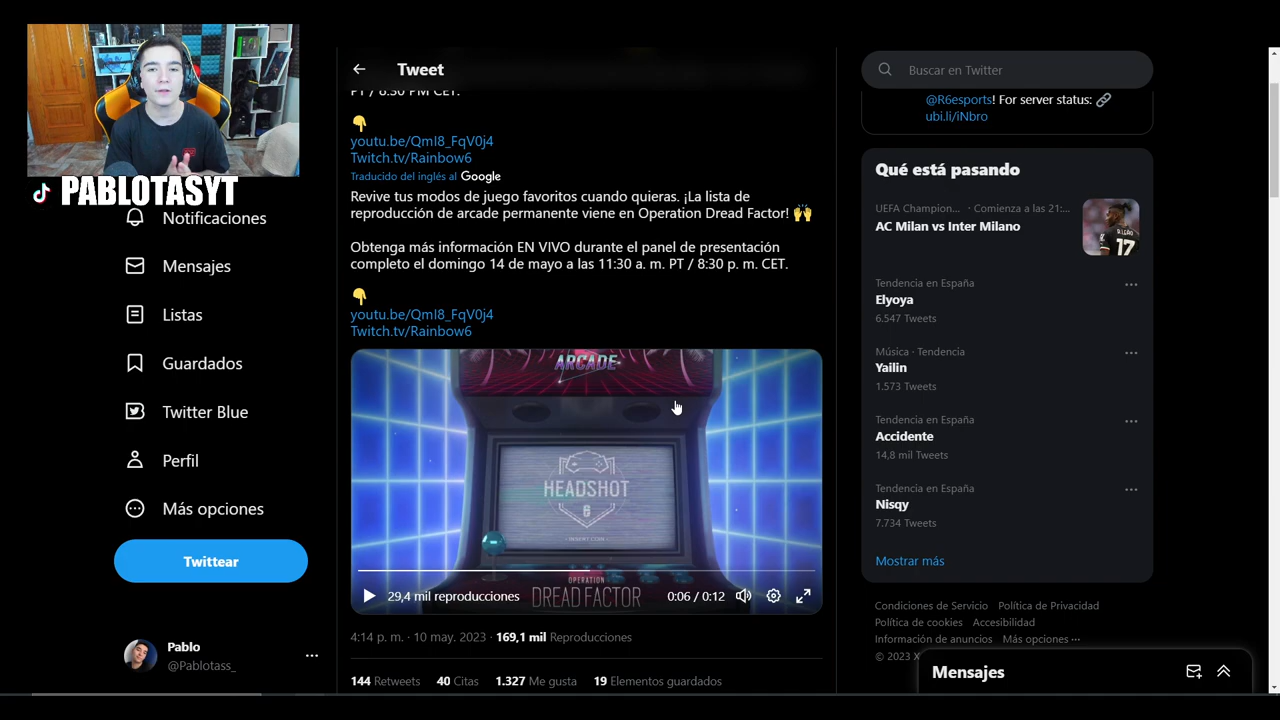 PABLOTASYT
Notificaciones
Mensajes
Listas
Guardados
Twitter Blue
Perfil
Más opciones
Twittear
Pablo
@Pablotass_
Tweet
PT / 8:30 PM CET.
👇
youtu.be/QmI8_FqV0j4
Twitch.tv/Rainbow6
Traducido del inglés al Google
Revive tus modos de juego favoritos cuando quieras. ¡La lista de
reproducción de arcade permanente viene en Operation Dread Factor! 🙌
Obtenga más información EN VIVO durante el panel de presentación
completo el domingo 14 de mayo a las 11:30 a. m. PT / 8:30 p. m. CET.
👇
youtu.be/QmI8_FqV0j4
Twitch.tv/Rainbow6
ARCADE
HEADSHOT
6
- INSERT COIN -
OPERATION
DREAD FACTOR
29,4 mil reproducciones
0:06 / 0:12
4:14 p. m. · 10 may. 2023 · 169,1 mil Reproducciones
144 Retweets 40 Citas 1.327 Me gusta 19 Elementos guardados
Buscar en Twitter
@R6esports! For server status: 🔗
ubi.li/iNbro
Qué está pasando
UEFA Champion... · Comienza a las 21:...
AC Milan vs Inter Milano
17
Tendencia en España
Elyoya
6.547 Tweets
Música · Tendencia
Yailin
1.573 Tweets
Tendencia en España
Accidente
14,8 mil Tweets
Tendencia en España
Nisqy
7.734 Tweets
Mostrar más
Condiciones de Servicio Política de Privacidad
Política de cookies Accesibilidad
Información de anuncios Más opciones ···
© 2023 X
Mensajes